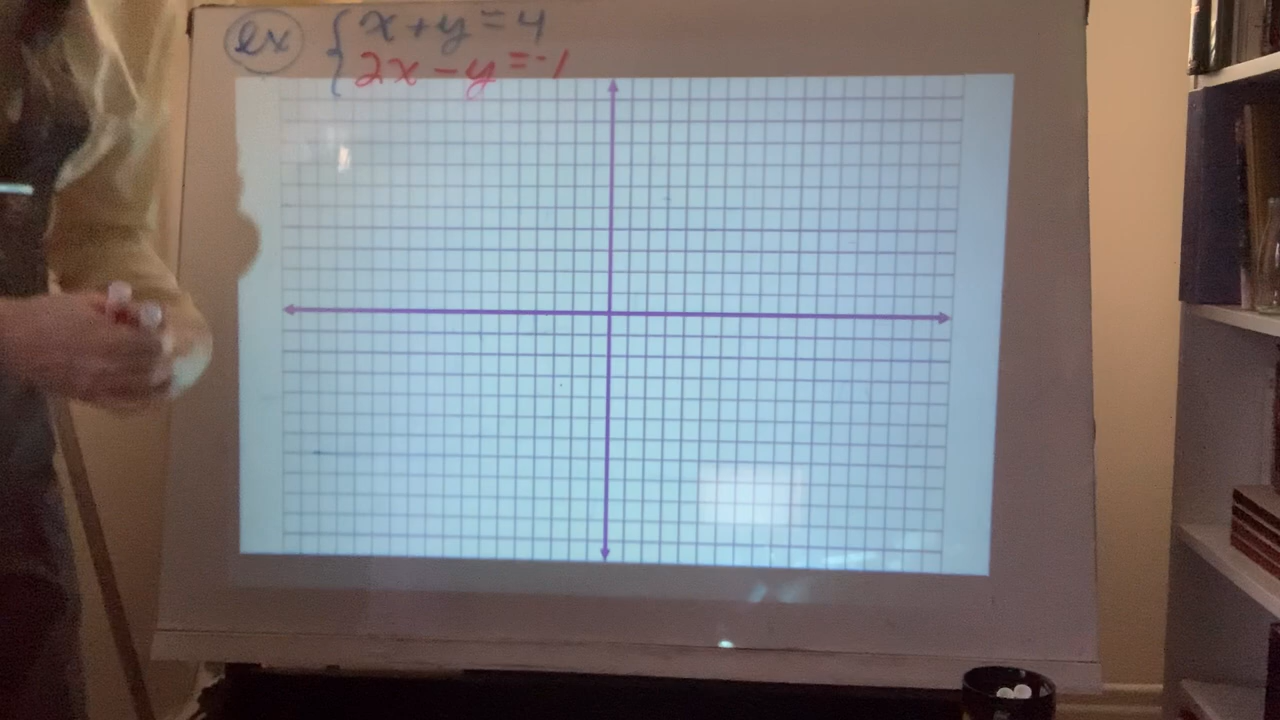 ex { x + y = 4
2x - y = -1